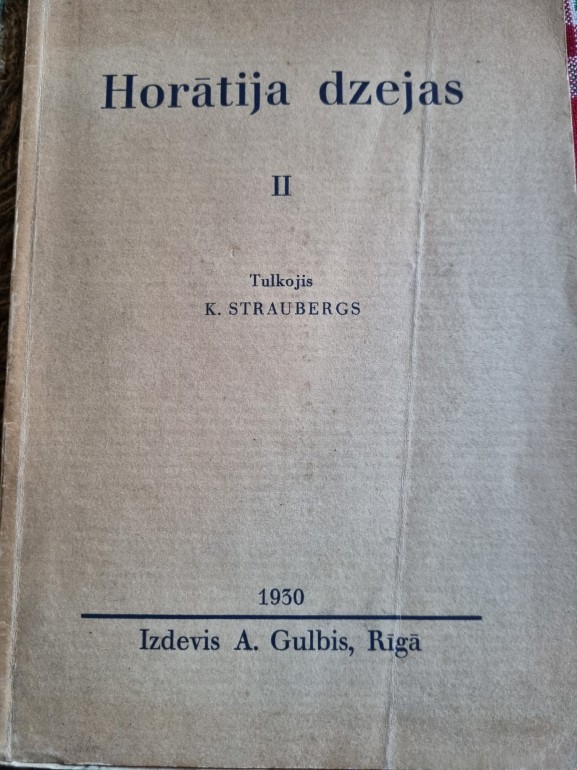 Horātija dzejas
II
Tulkojis
K. STRAUBERGS
1930
Izdevis A. Gulbis, Rīgā